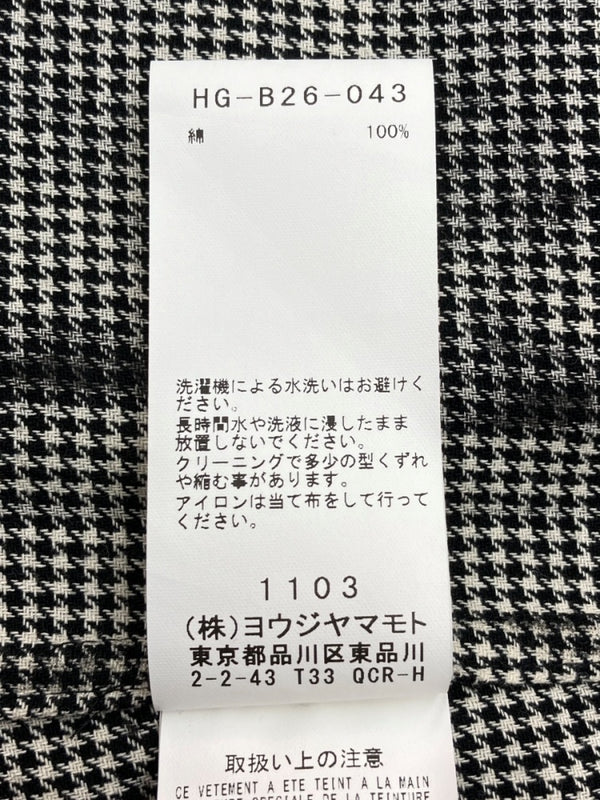 HG-B26-043
綿 100%
洗濯機による水洗いはお避けく
ださい。
長時間水や洗液に浸したまま
放置しないでください。
クリーニングで多少の型くずれ
や縮む事があります。
アイロンは当て布をして行って
ください。
1103
(株)ヨウジヤマモト
東京都品川区東品川
2-2-43 T33 QCR-H
取扱い上の注意
CE VETEMENT A ETE TEINT A LA MAIN
SPECIALE DE LA TEINTURE